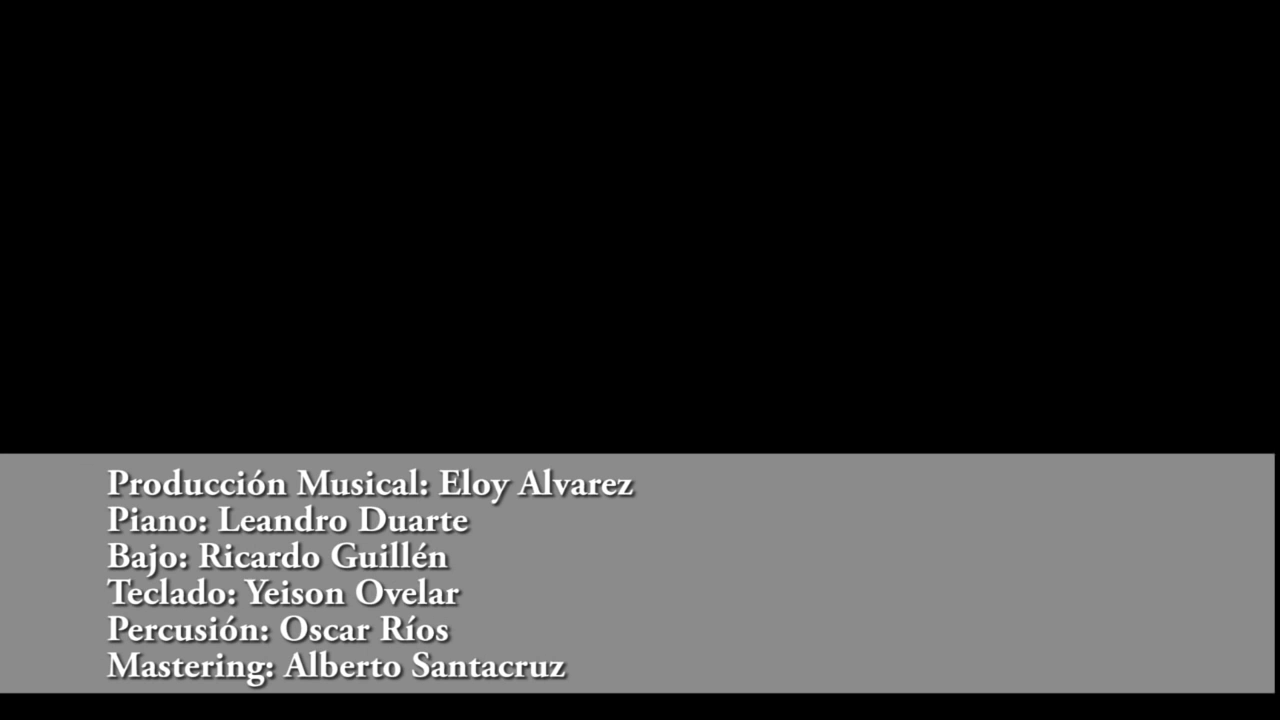 Producción Musical: Eloy Alvarez
Piano: Leandro Duarte
Bajo: Ricardo Guillén
Teclado: Yeison Ovelar
Percusión: Oscar Ríos
Mastering: Alberto Santacruz